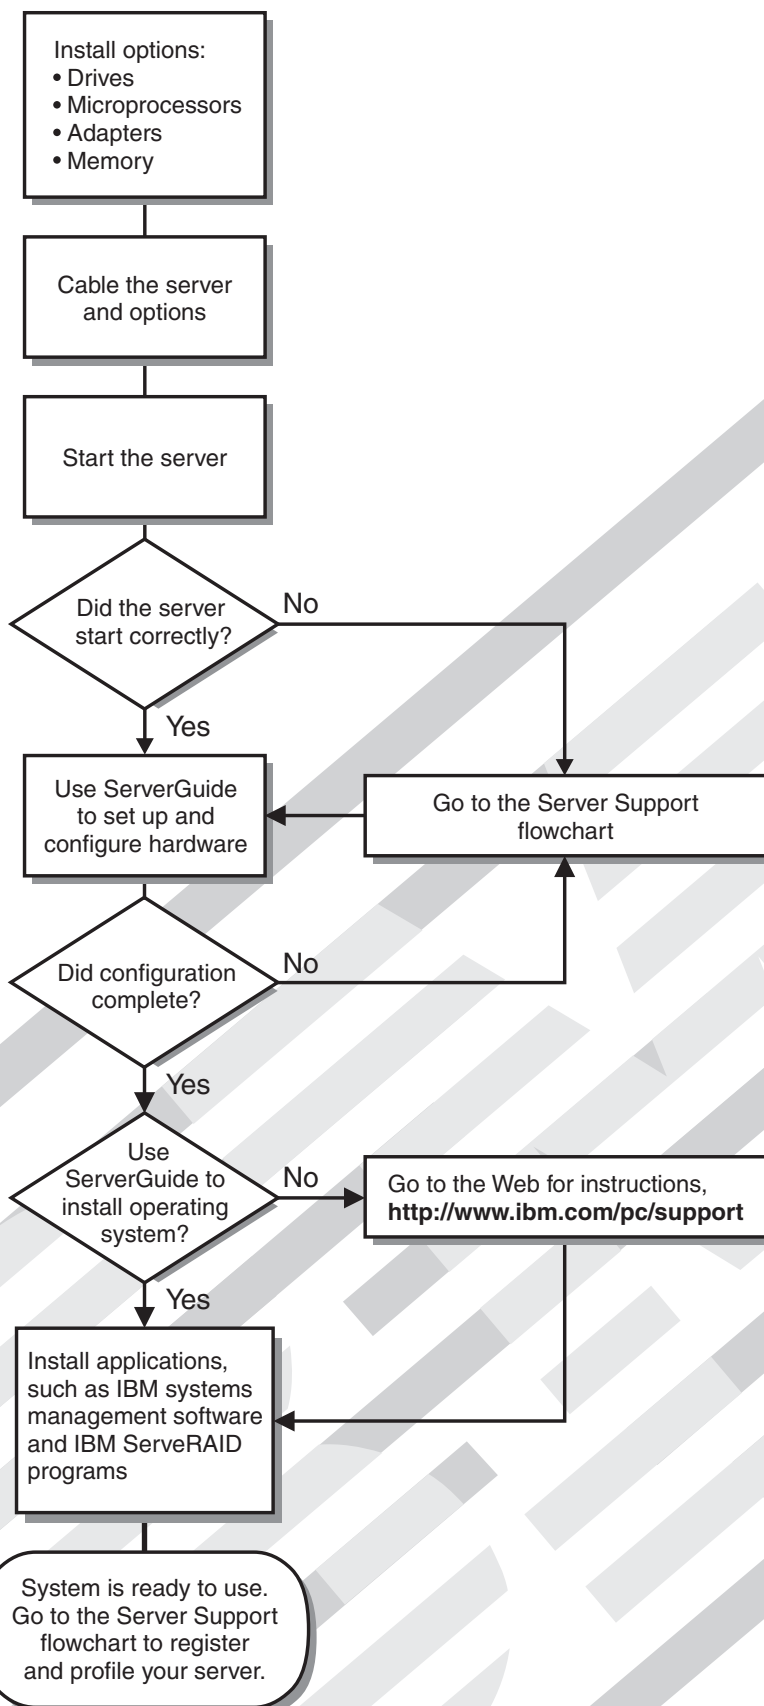 Install options:
• Drives
• Microprocessors
• Adapters
• Memory
Cable the server
and options
Start the server
Did the server
start correctly?
No
Yes
Use ServerGuide
to set up and
configure hardware
Go to the Server Support
flowchart
Did configuration
complete?
No
Yes
Use
ServerGuide to
install operating
system?
No
Go to the Web for instructions,
http://www.ibm.com/pc/support
Yes
Install applications,
such as IBM systems
management software
and IBM ServeRAID
programs
System is ready to use.
Go to the Server Support
flowchart to register
and profile your server.